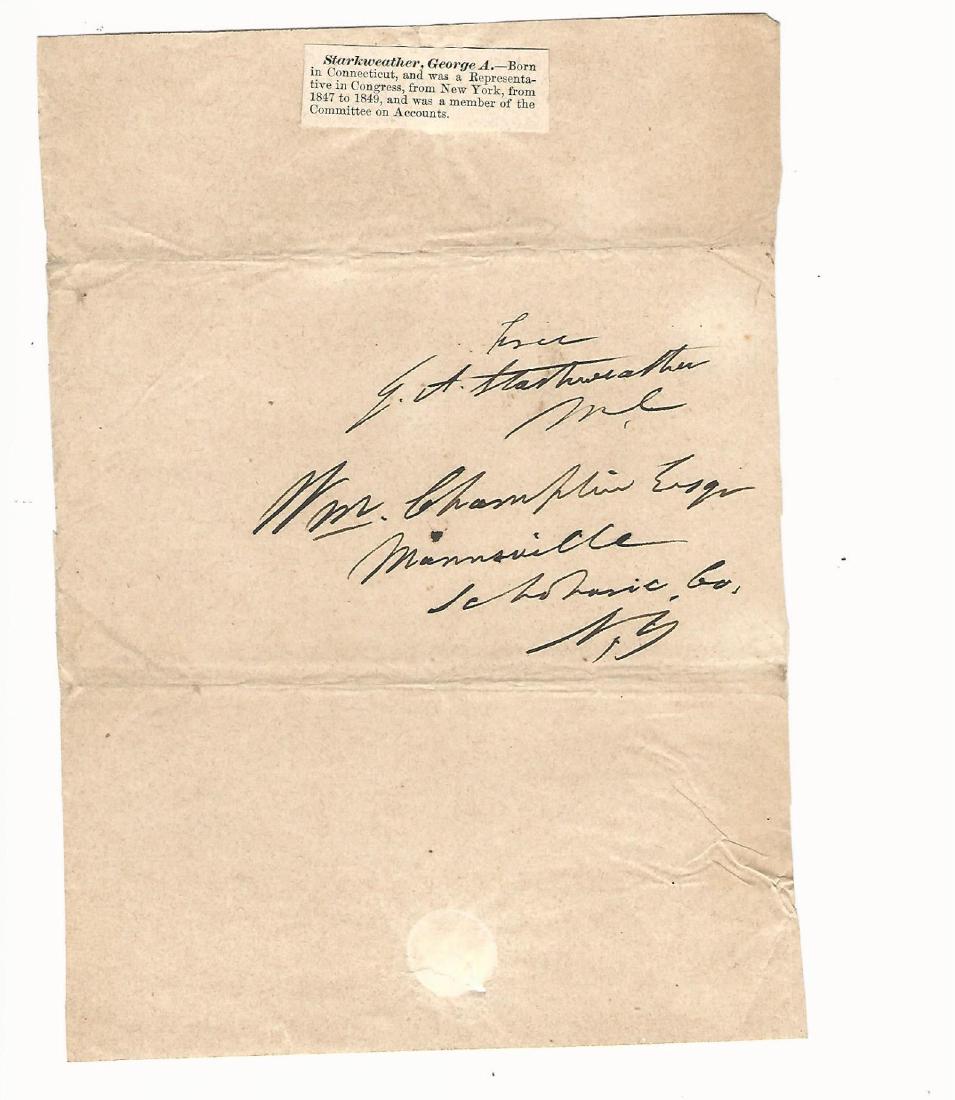 Starkweather, George A.—Born
in Connecticut, and was a Representa-
tive in Congress, from New York, from
1847 to 1849, and was a member of the
Committee on Accounts.
Free
G. A. Starkweather
M.C
Wm. Champlin Esqr
Mannsville
Schoharie. Co.
N,Y